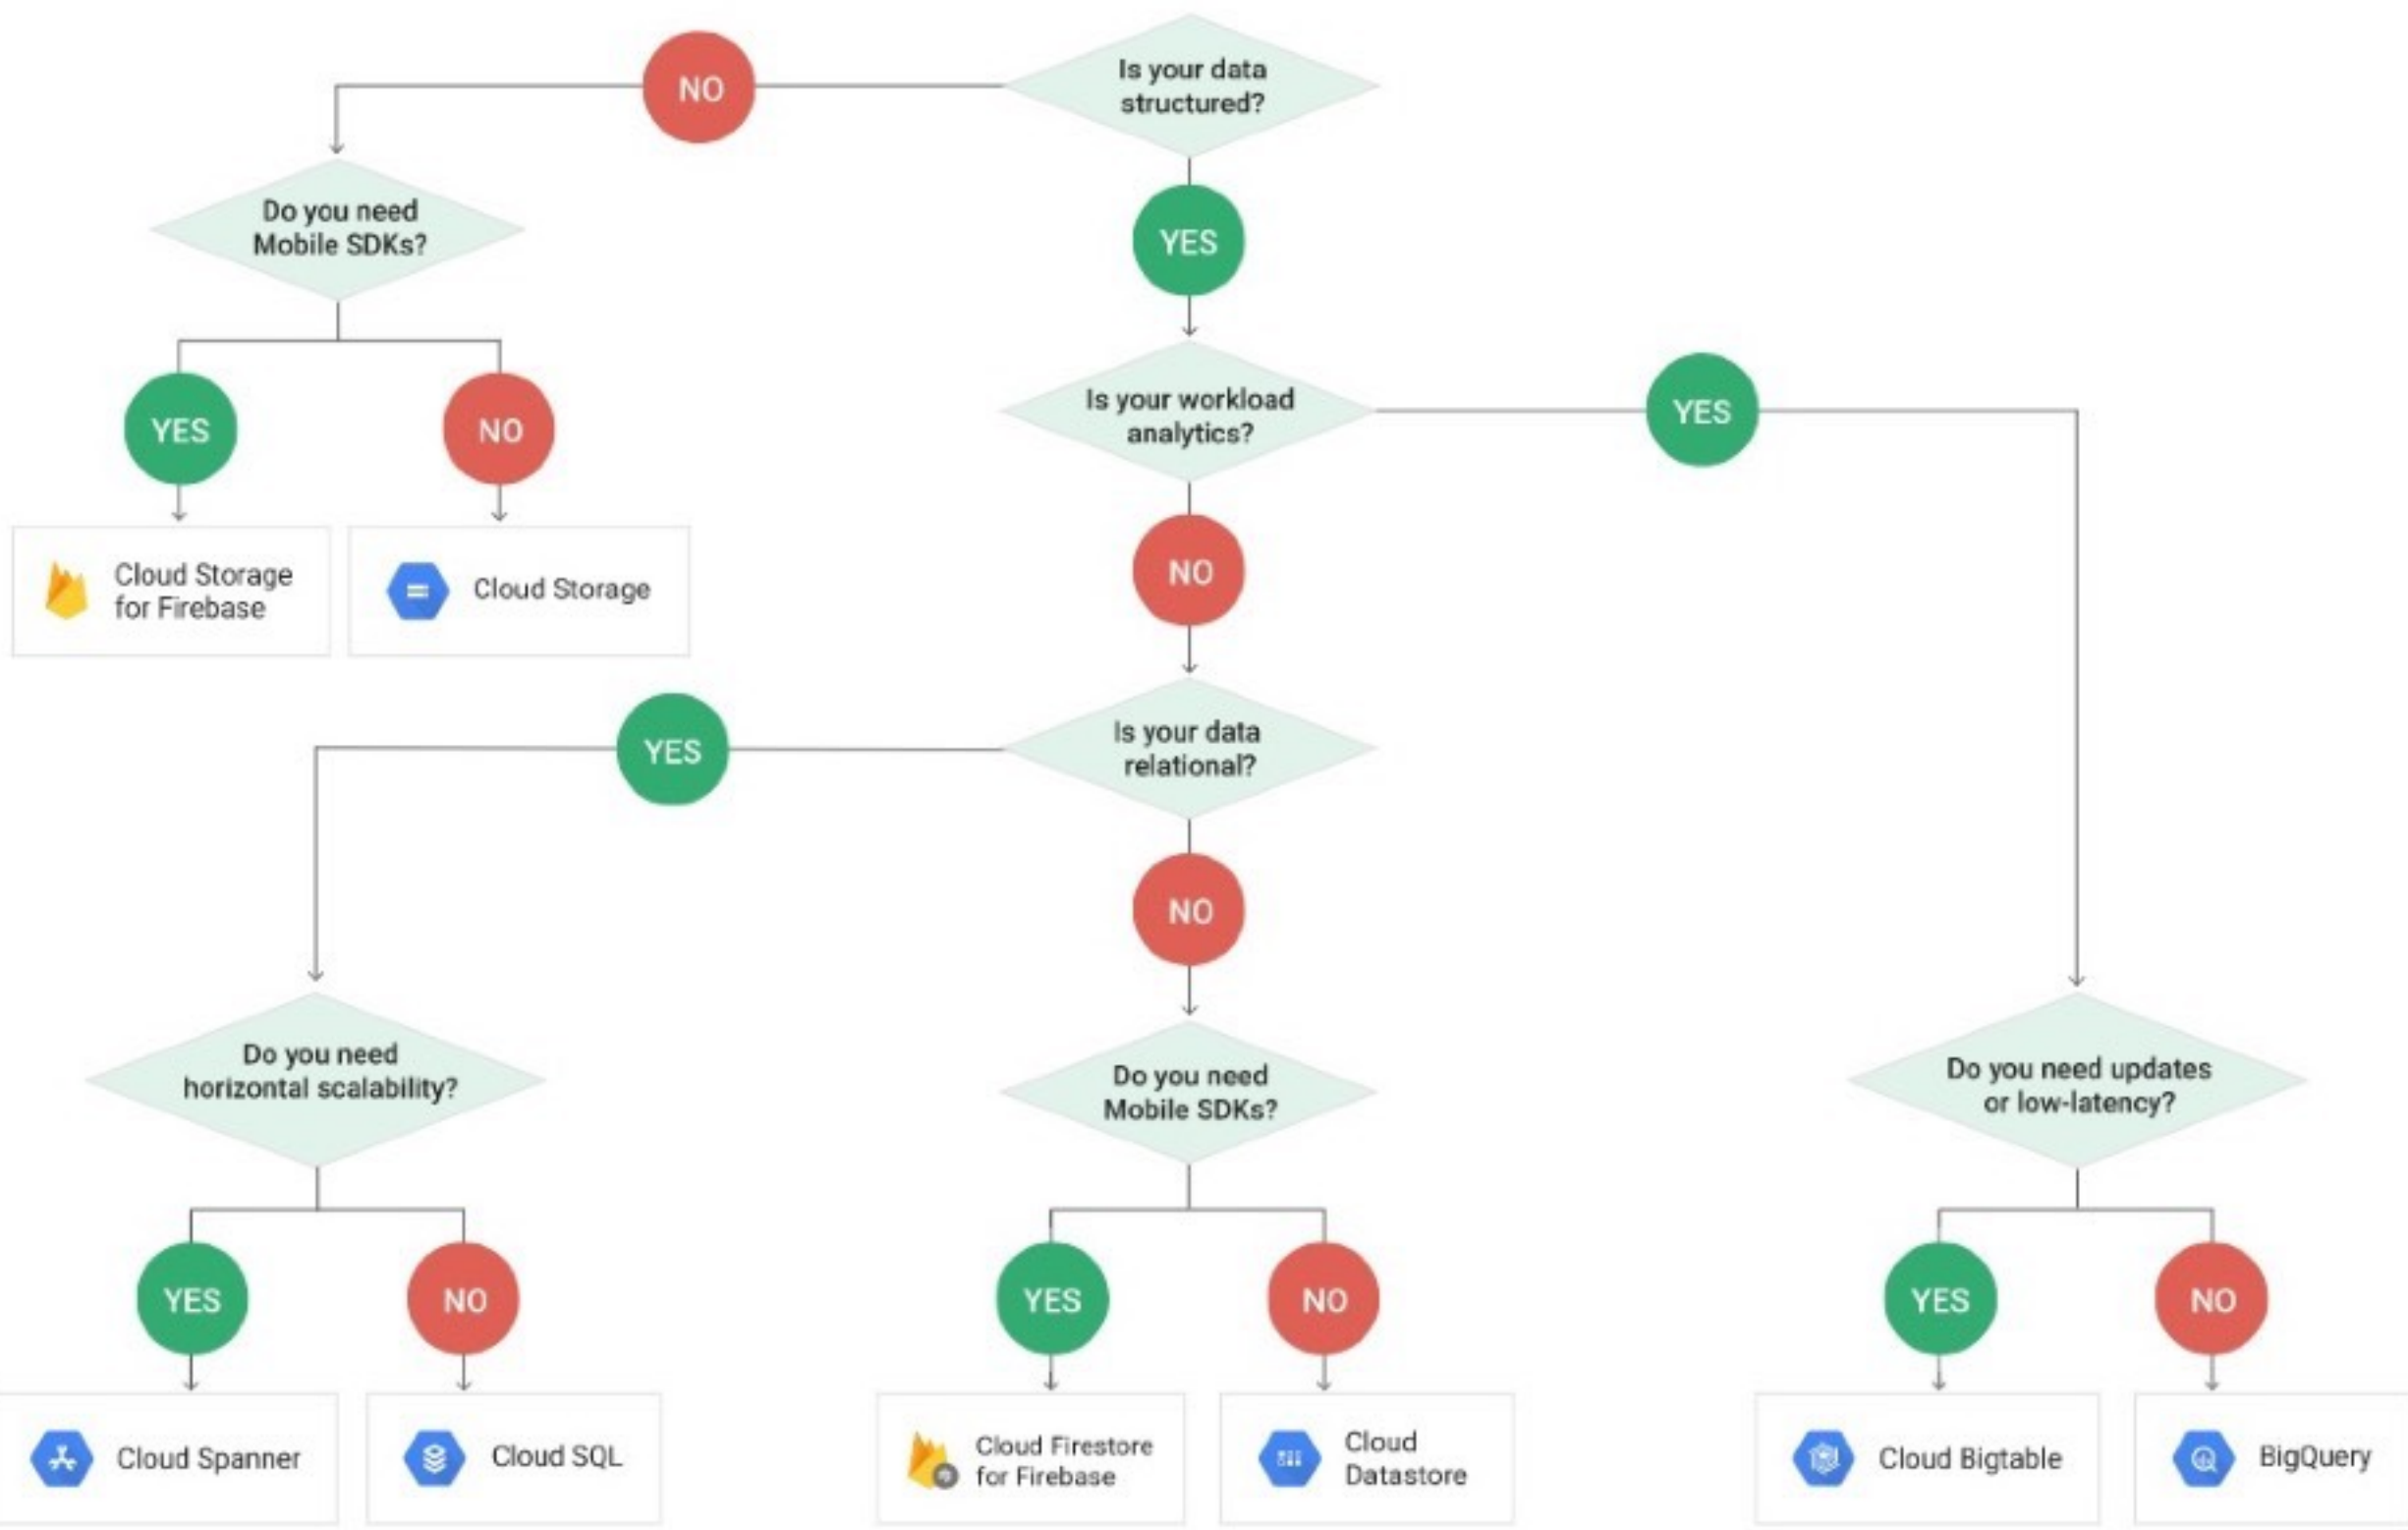 Is your data
structured?
NO
Do you need
Mobile SDKs?
YES
YES
NO
Cloud Storage
for Firebase
Cloud Storage
Is your workload
analytics?
YES
NO
Is your data
relational?
YES
NO
Do you need
horizontal scalability?
YES
NO
Cloud Spanner
Cloud SQL
Do you need
Mobile SDKs?
YES
NO
Cloud Firestore
for Firebase
Cloud
Datastore
Do you need updates
or low-latency?
YES
NO
Cloud Bigtable
BigQuery